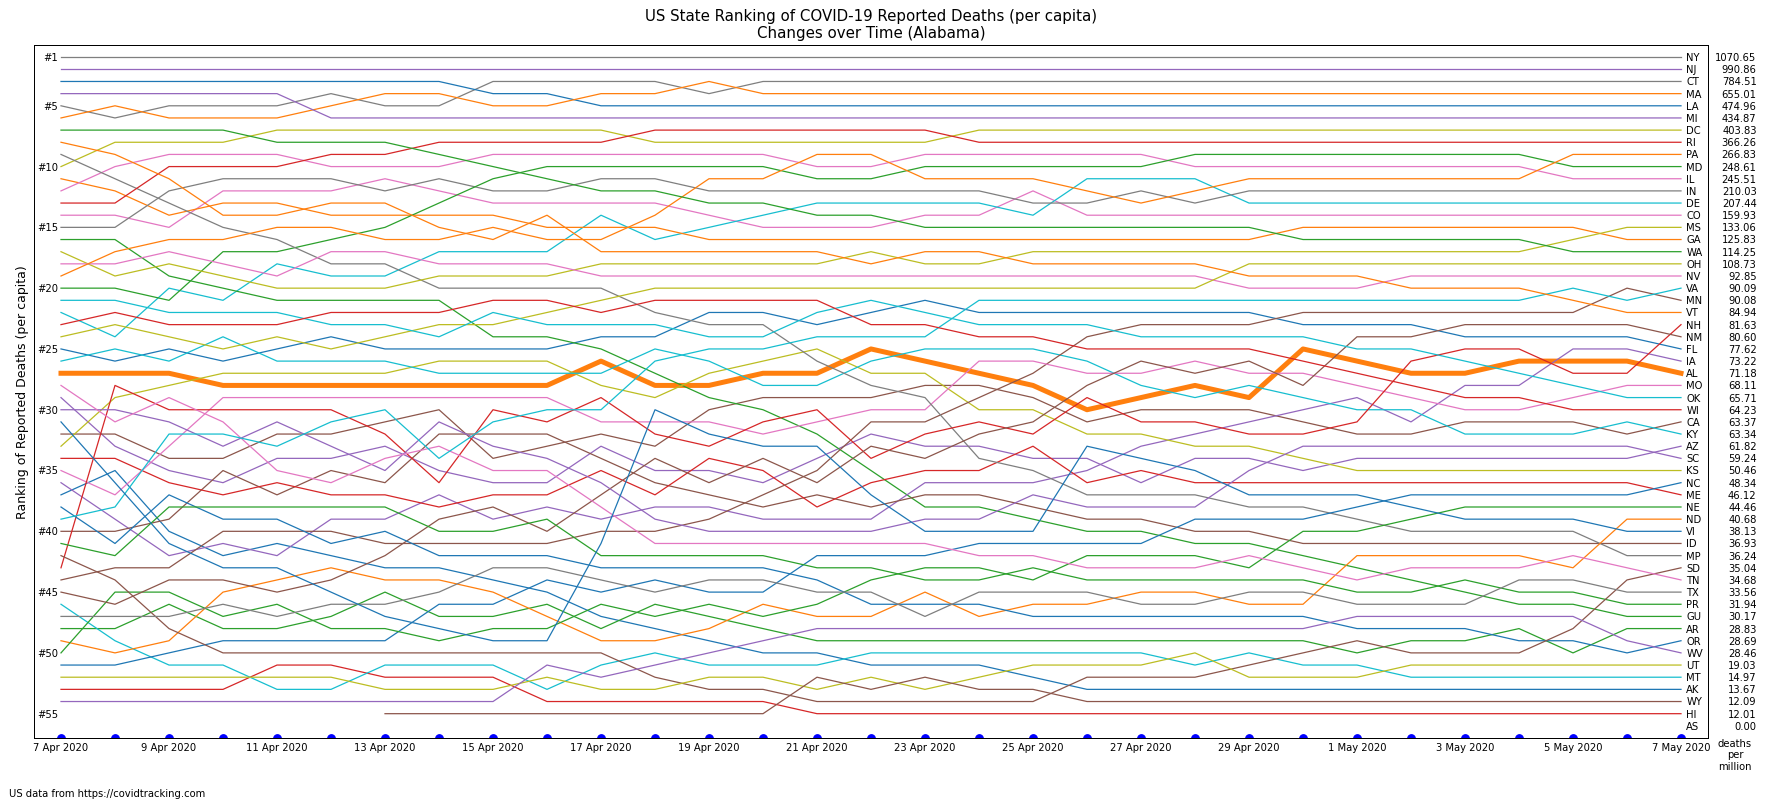 US State Ranking of COVID-19 Reported Deaths (per capita)
Changes over Time (Alabama)
Ranking of Reported Deaths (per capita)
#1
#5
#10
#15
#20
#25
#30
#35
#40
#45
#50
#55
NY 1070.65
NJ 990.86
CT 784.51
MA 655.01
LA 474.96
MI 434.87
DC 403.83
RI 366.26
PA 266.83
MD 248.61
IL 245.51
IN 210.03
DE 207.44
CO 159.93
MS 133.06
GA 125.83
WA 114.25
OH 108.73
NV 92.85
VA 90.09
MN 90.08
VT 84.94
NH 81.63
NM 80.60
FL 77.62
IA 73.22
AL 71.18
MO 68.11
OK 65.71
WI 64.23
CA 63.37
KY 63.34
AZ 61.82
SC 59.24
KS 50.46
NC 48.34
ME 46.12
NE 44.46
ND 40.68
VI 38.13
ID 36.93
MP 36.24
SD 35.04
TN 34.68
TX 33.56
PR 31.94
GU 30.17
AR 28.83
OR 28.69
WV 28.46
UT 19.03
MT 14.97
AK 13.67
WY 12.09
HI 12.01
AS 0.00
7 Apr 2020 9 Apr 2020 11 Apr 2020 13 Apr 2020 15 Apr 2020 17 Apr 2020 19 Apr 2020 21 Apr 2020 23 Apr 2020 25 Apr 2020 27 Apr 2020 29 Apr 2020 1 May 2020 3 May 2020 5 May 2020 7 May 2020
deaths
per
million
US data from https://covidtracking.com